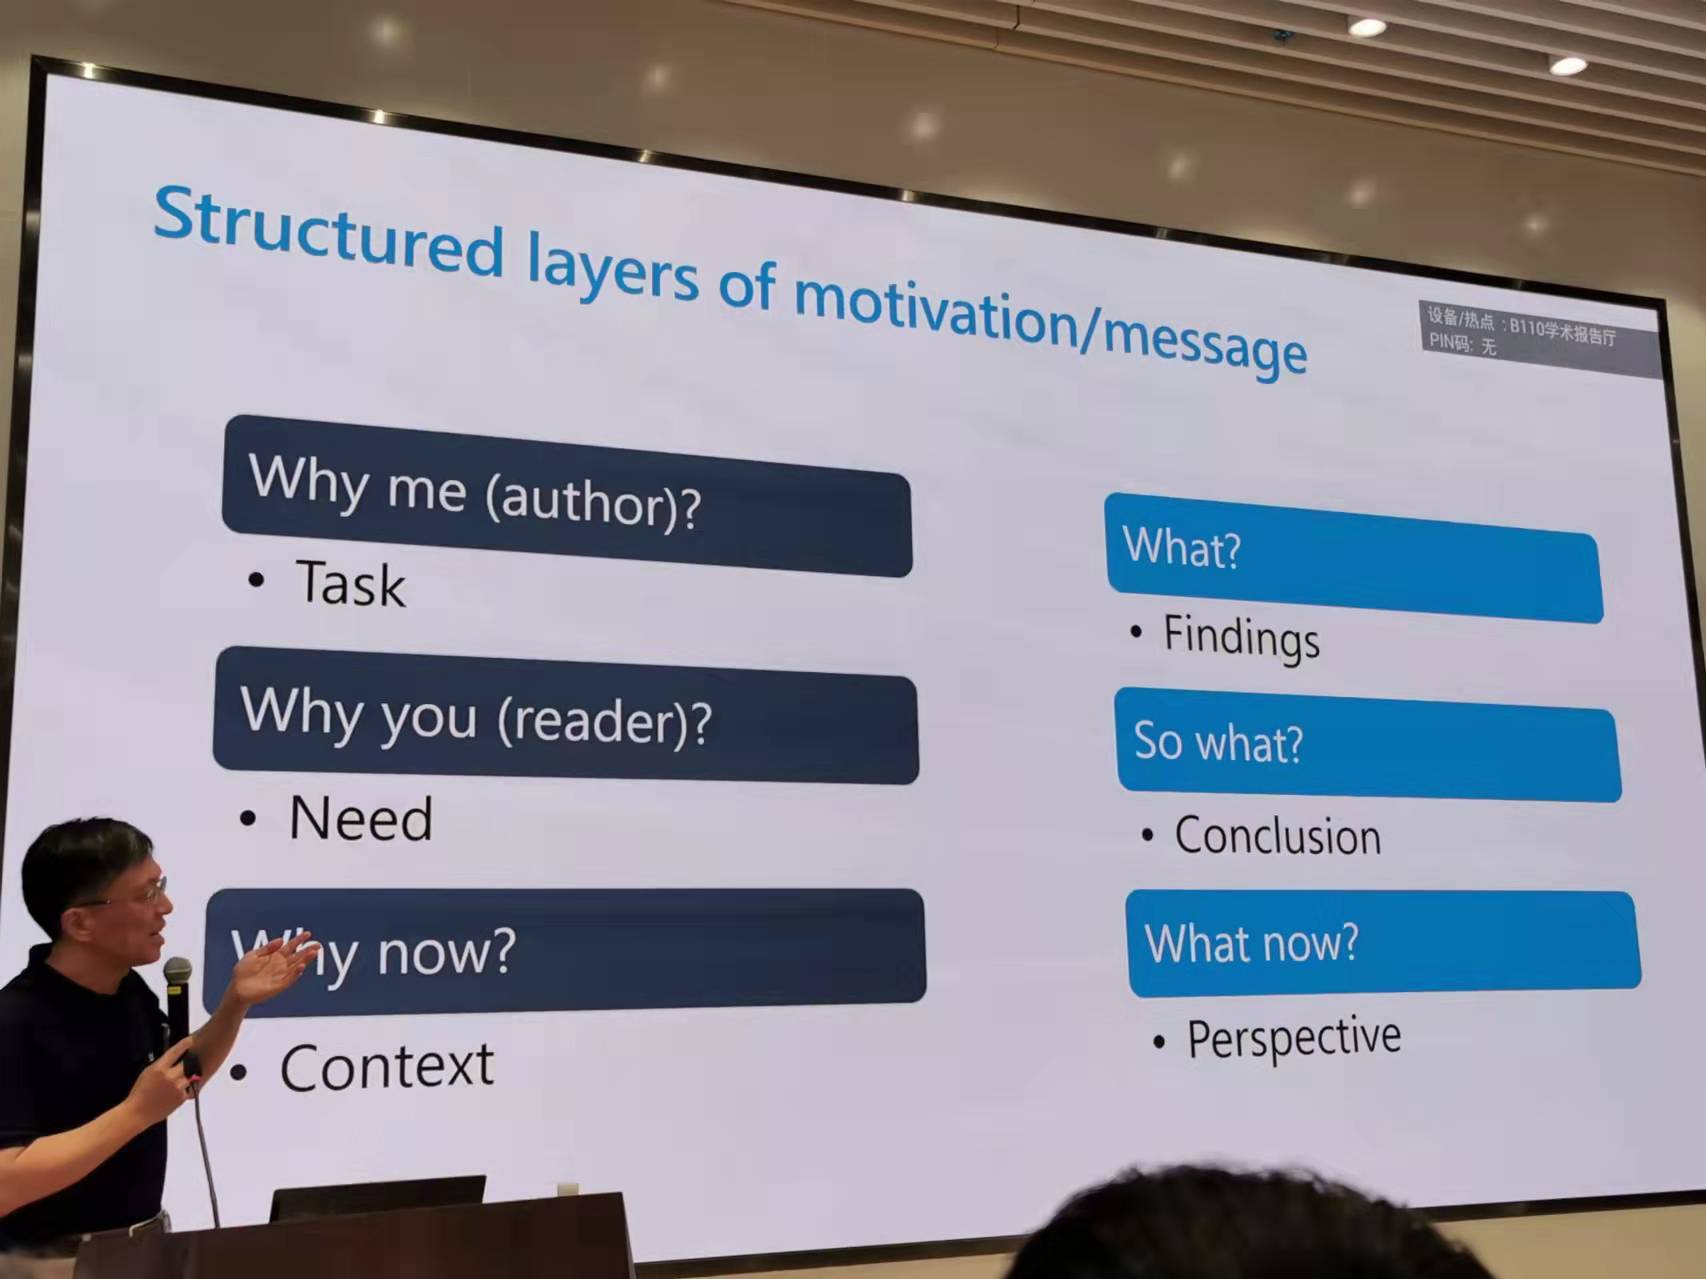 Structured layers of motivation/message
设备/热点 : B110学术报告厅
PIN码: 无
Why me (author)?
• Task
Why you (reader)?
• Need
Why now?
• Context
What?
• Findings
So what?
• Conclusion
What now?
• Perspective